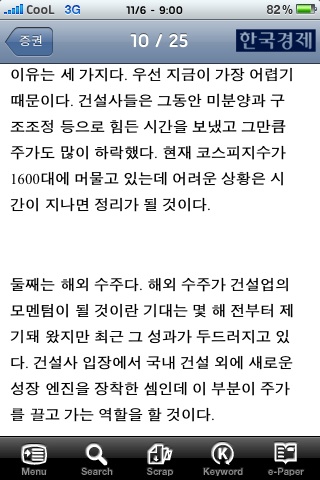 CooL 3G 11/6 - 9:00 82%
증권 10 / 25 한국경제
이유는 세 가지다. 우선 지금이 가장 어렵기
때문이다. 건설사들은 그동안 미분양과 구
조조정 등으로 힘든 시간을 보냈고 그만큼
주가도 많이 하락했다. 현재 코스피지수가
1600대에 머물고 있는데 어려운 상황은 시
간이 지나면 정리가 될 것이다.
둘째는 해외 수주다. 해외 수주가 건설업의
모멘텀이 될 것이란 기대는 몇 해 전부터 제
기돼 왔지만 최근 그 성과가 두드러지고 있
다. 건설사 입장에서 국내 건설 외에 새로운
성장 엔진을 장착한 셈인데 이 부분이 주가
를 끌고 가는 역할을 할 것이다.
Menu Search Scrap Keyword e-Paper